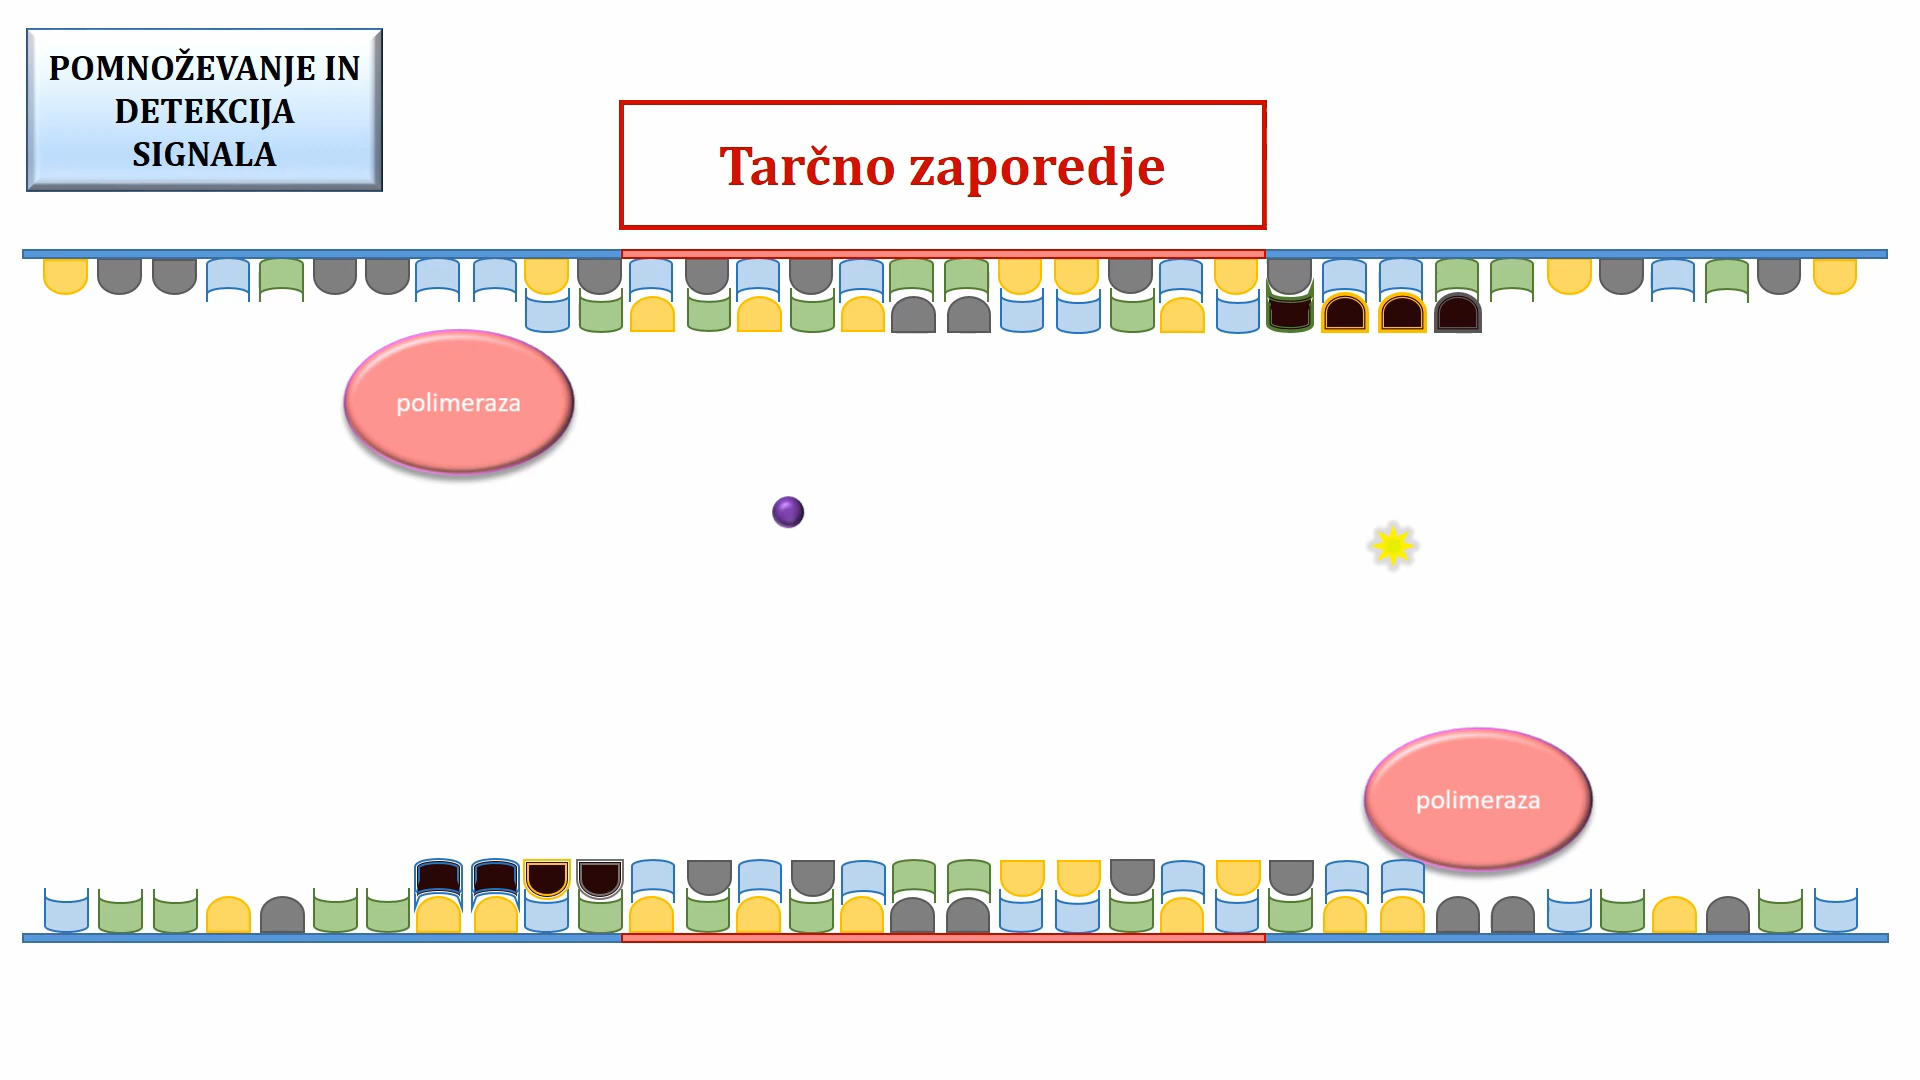 POMNOŽEVANJE IN
DETEKCIJA
SIGNALA
Tarčno zaporedje
polimeraza
polimeraza